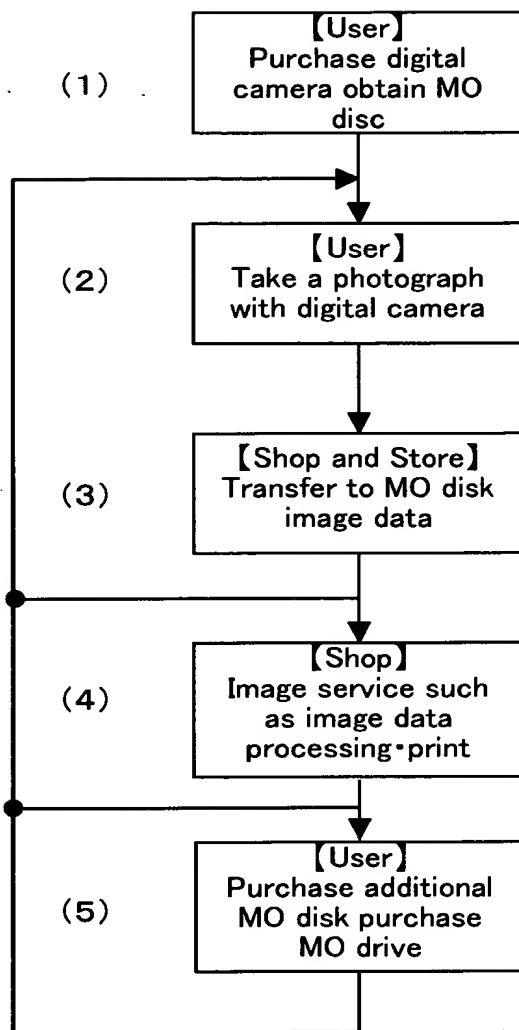 (1)
【User】
Purchase digital
camera obtain MO
disc
(2)
【User】
Take a photograph
with digital camera
(3)
【Shop and Store】
Transfer to MO disk
image data
(4)
【Shop】
Image service such
as image data
processing・print
(5)
【User】
Purchase additional
MO disk purchase
MO drive